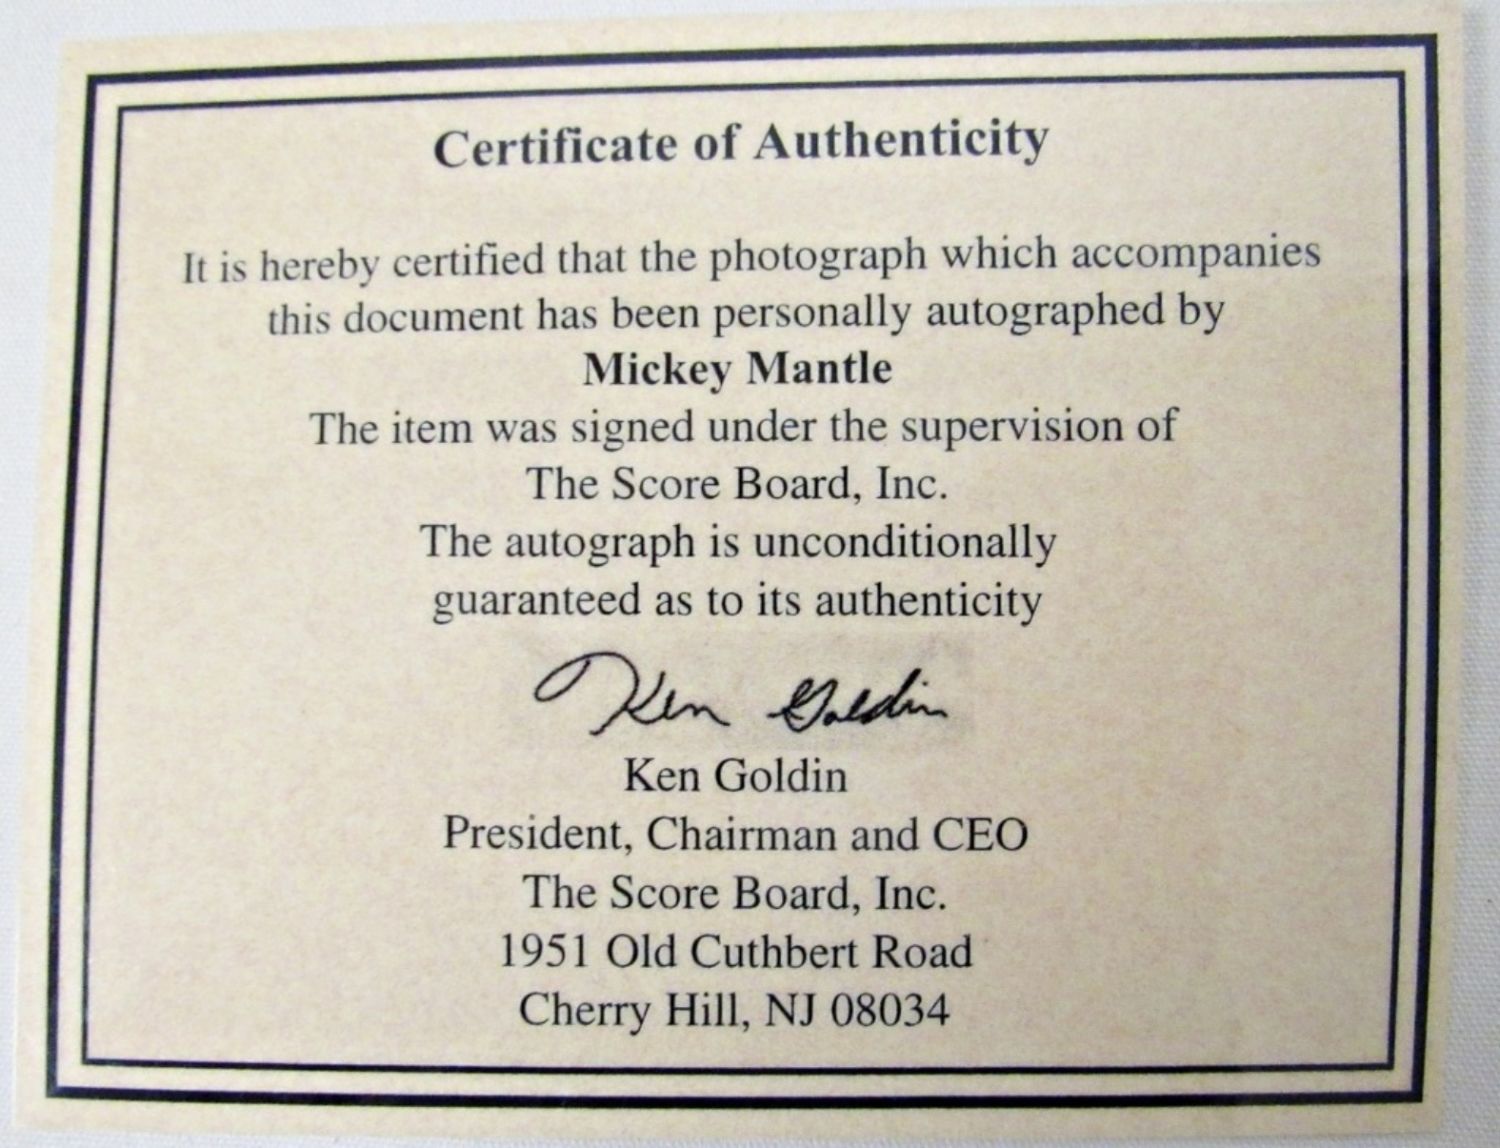 Certificate of Authenticity
It is hereby certified that the photograph which accompanies
this document has been personally autographed by
Mickey Mantle
The item was signed under the supervision of
The Score Board, Inc.
The autograph is unconditionally
guaranteed as to its authenticity
Ken Goldin
Ken Goldin
President, Chairman and CEO
The Score Board, Inc.
1951 Old Cuthbert Road
Cherry Hill, NJ 08034